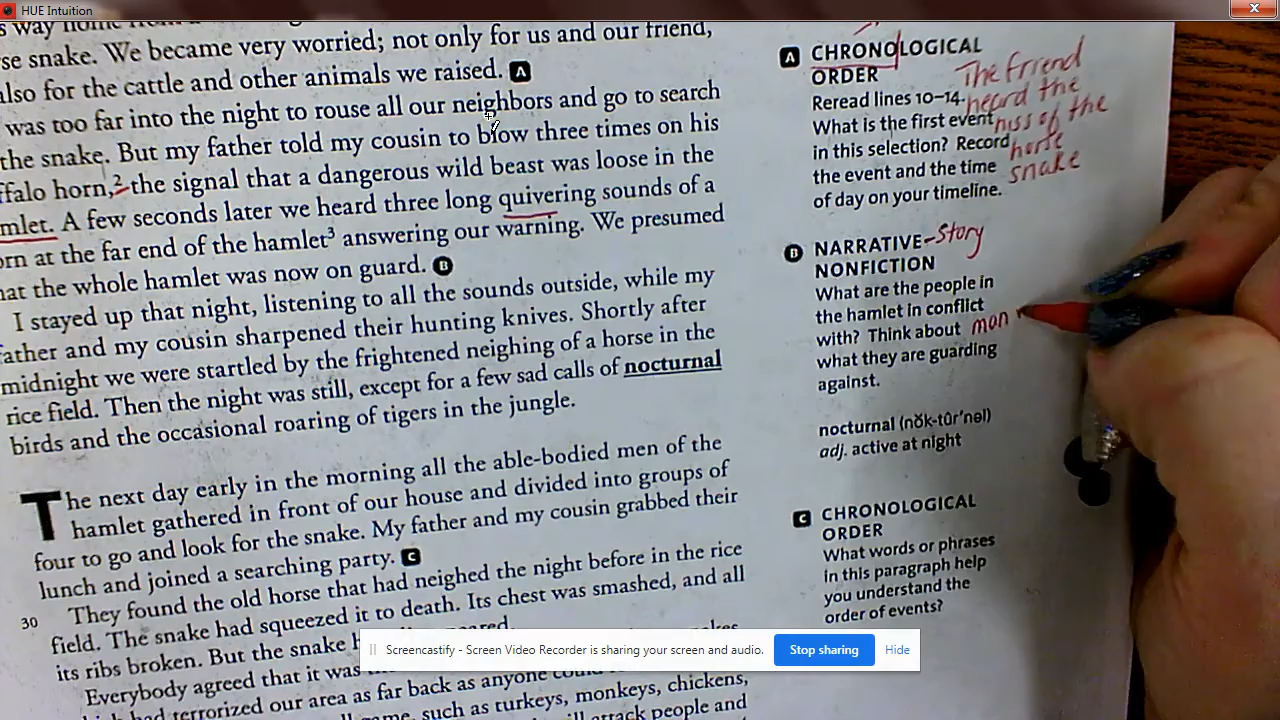 HUE Intuition
s way home from a
se snake. We became very worried; not only for us and our friend,
also for the cattle and other animals we raised. A
was too far into the night to rouse all our neighbors and go to search
the snake. But my father told my cousin to blow three times on his
ffalo horn,2 the signal that a dangerous wild beast was loose in the
mlet. A few seconds later we heard three long quivering sounds of a
orn at the far end of the hamlet3 answering our warning. We presumed
hat the whole hamlet was now on guard. B
I stayed up that night, listening to all the sounds outside, while my
father and my cousin sharpened their hunting knives. Shortly after
midnight we were startled by the frightened neighing of a horse in the
rice field. Then the night was still, except for a few sad calls of nocturnal
birds and the occasional roaring of tigers in the jungle.
The next day early in the morning all the able-bodied men of the
hamlet gathered in front of our house and divided into groups of
four to go and look for the snake. My father and my cousin grabbed their
lunch and joined a searching party. C
They found the old horse that had neighed the night before in the rice
30 field. The snake had squeezed it to death. Its chest was smashed, and all
its ribs broken. But the snake
Everybody agreed that it was
had terrorized our area as far back as anyone
such as turkeys, monkeys, chickens,
attack people and
A CHRONOLOGICAL
ORDER
Reread lines 10–14.
What is the first event
in this selection? Record
the event and the time
of day on your timeline.
The friend
heard the
hiss of the
horse
snake
B NARRATIVE-Story
NONFICTION
What are the people in
the hamlet in conflict
with? Think about man
what they are guarding
against.
nocturnal (nŏk-tûr'nəl)
adj. active at night
C CHRONOLOGICAL
ORDER
What words or phrases
in this paragraph help
you understand the
order of events?
Screencastify - Screen Video Recorder is sharing your screen and audio.
Stop sharing
Hide